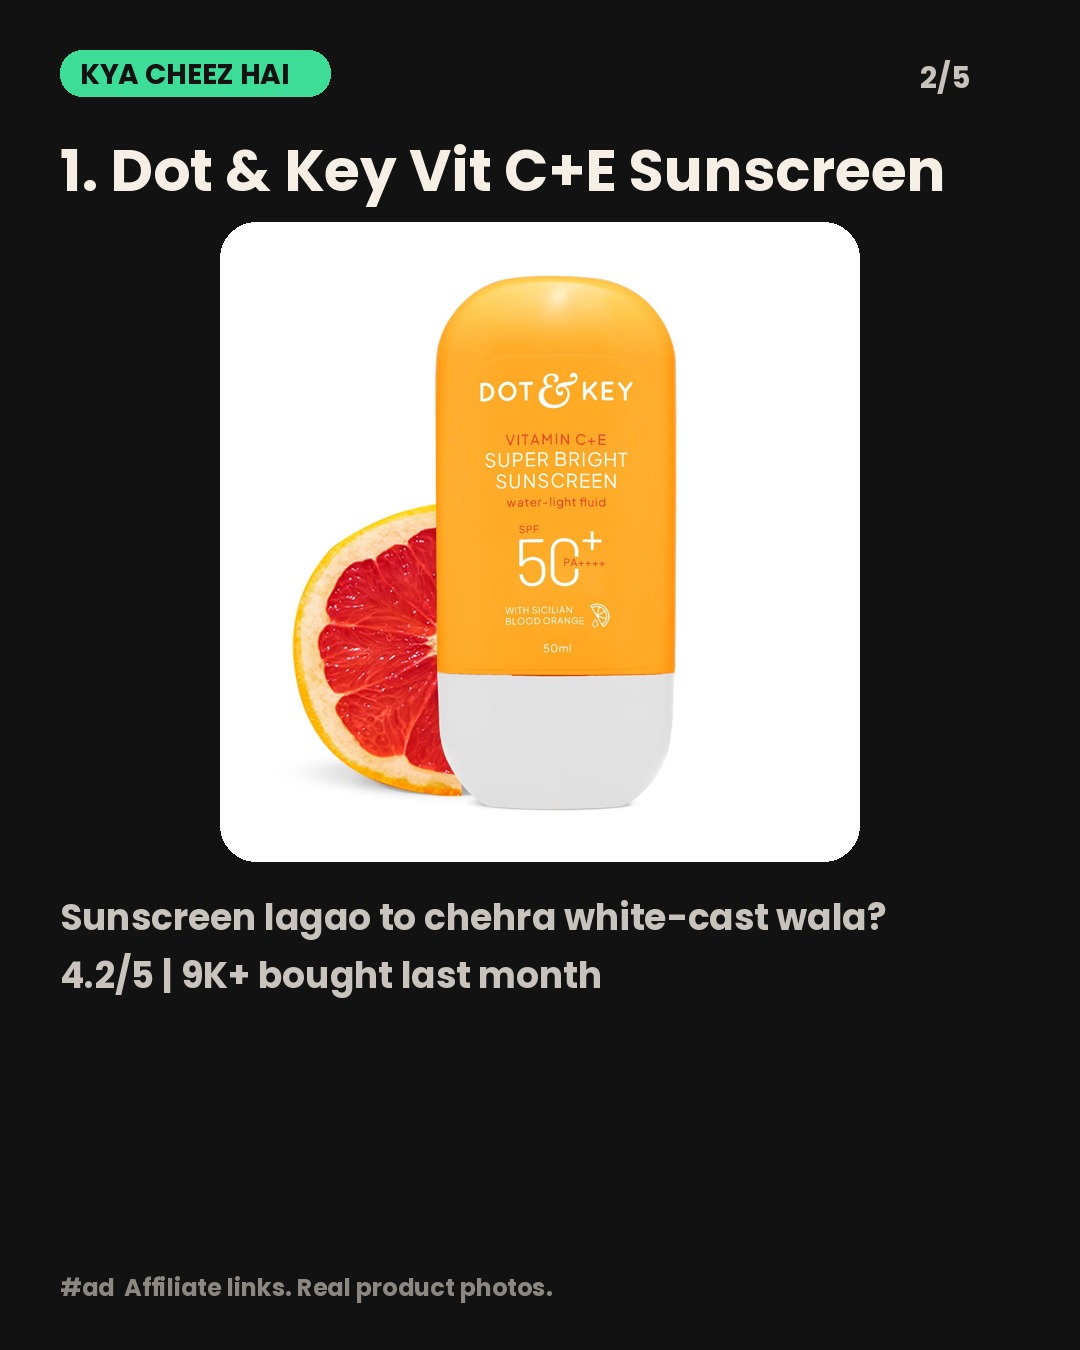 KYA CHEEZ HAI
2/5
1. Dot & Key Vit C+E Sunscreen
DOT & KEY
VITAMIN C+E
SUPER BRIGHT
SUNSCREEN
water-light fluid
SPF
50+
PA++++
WITH SICILIAN
BLOOD ORANGE
50ml
Sunscreen lagao to chehra white-cast wala?
4.2/5 | 9K+ bought last month
#ad Affiliate links. Real product photos.